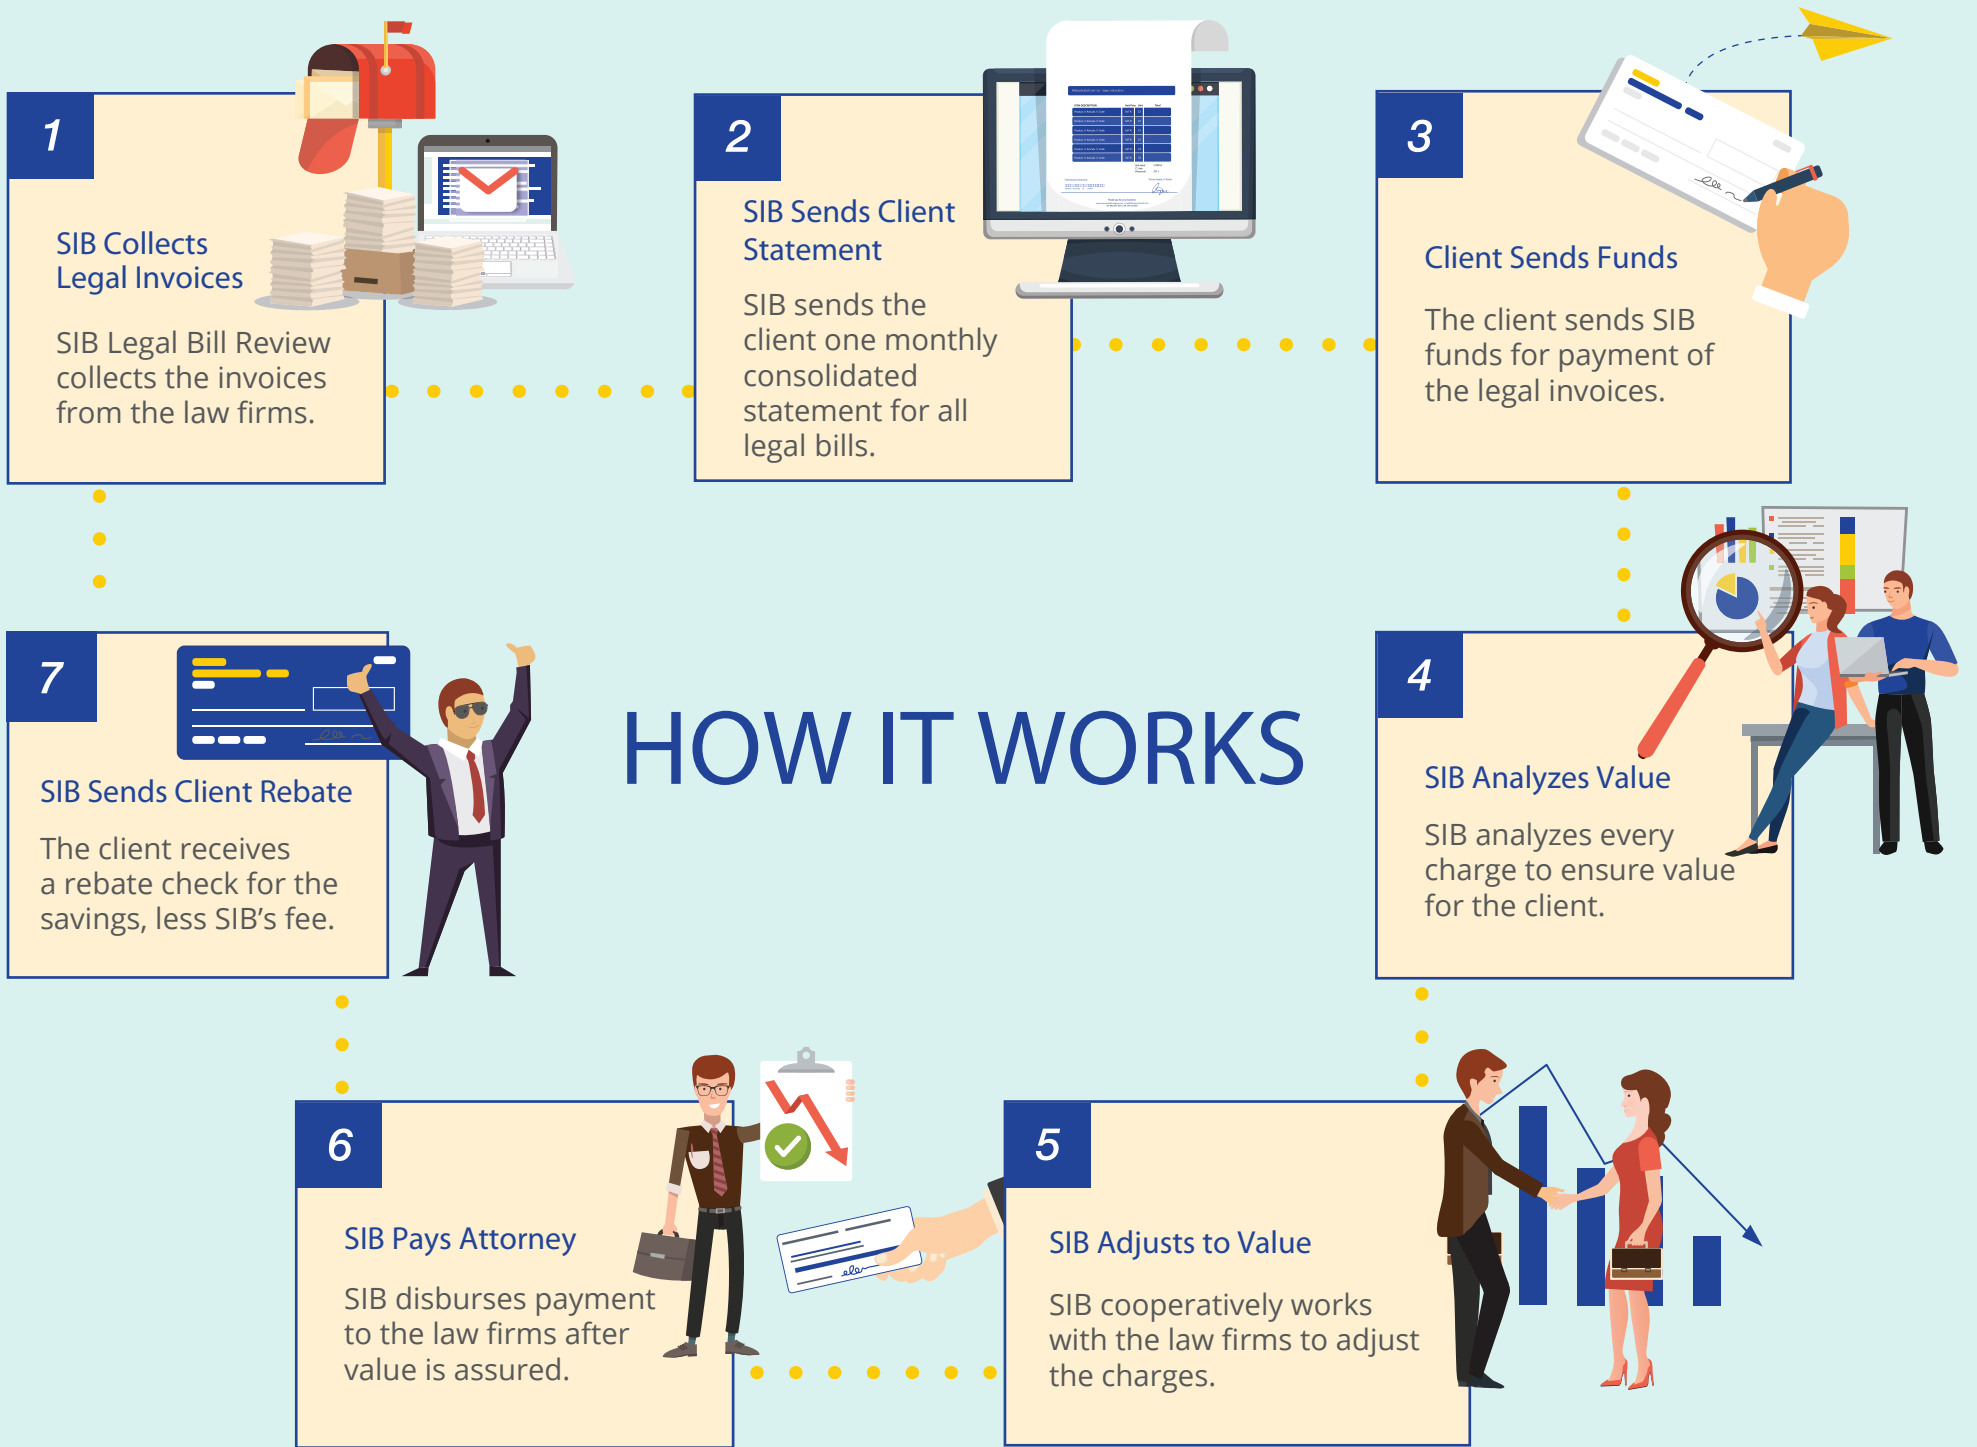 1
SIB Collects
Legal Invoices
SIB Legal Bill Review
collects the invoices
from the law firms.
2
SIB Sends Client
Statement
SIB sends the
client one monthly
consolidated
statement for all
legal bills.
3
Client Sends Funds
The client sends SIB
funds for payment of
the legal invoices.
HOW IT WORKS
4
SIB Analyzes Value
SIB analyzes every
charge to ensure value
for the client.
5
SIB Adjusts to Value
SIB cooperatively works
with the law firms to adjust
the charges.
6
SIB Pays Attorney
SIB disburses payment
to the law firms after
value is assured.
7
SIB Sends Client Rebate
The client receives
a rebate check for the
savings, less SIB’s fee.